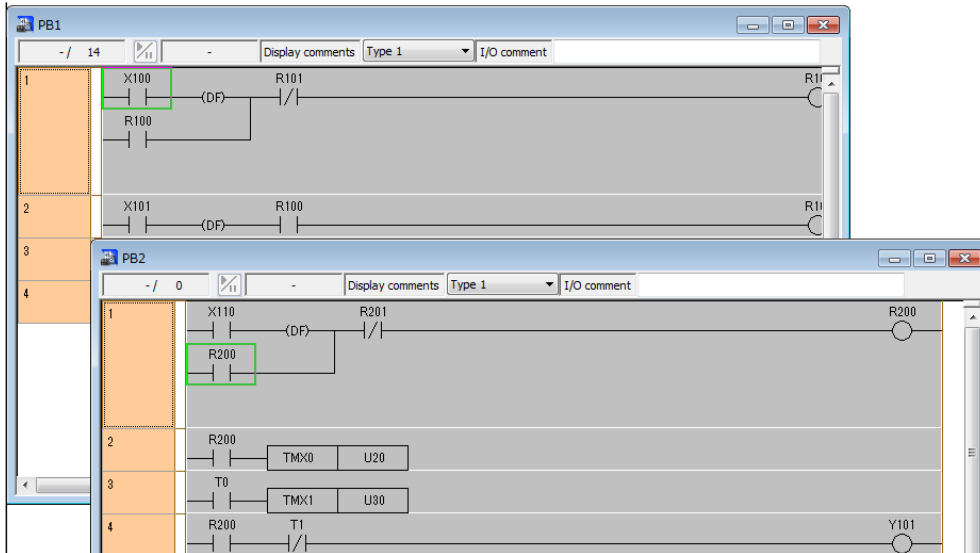 PB1
- / 14 - Display comments Type 1 I/O comment
1 X100 R101
(DF)
R100
2 X101 R100
(DF)
3
4
PB2
- / 0 - Display comments Type 1 I/O comment
1 X110 R201 R200
(DF)
R200
2 R200
TMX0 U20
3 T0
TMX1 U30
4 R200 T1 Y101